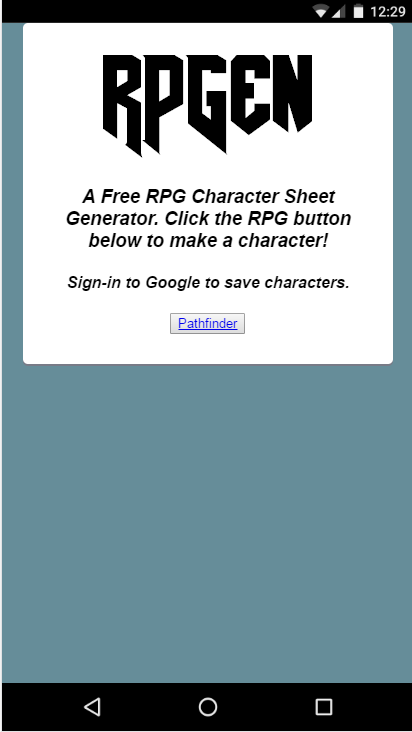 12:29
RPGEN
A Free RPG Character Sheet
Generator. Click the RPG button
below to make a character!
Sign-in to Google to save characters.
Pathfinder